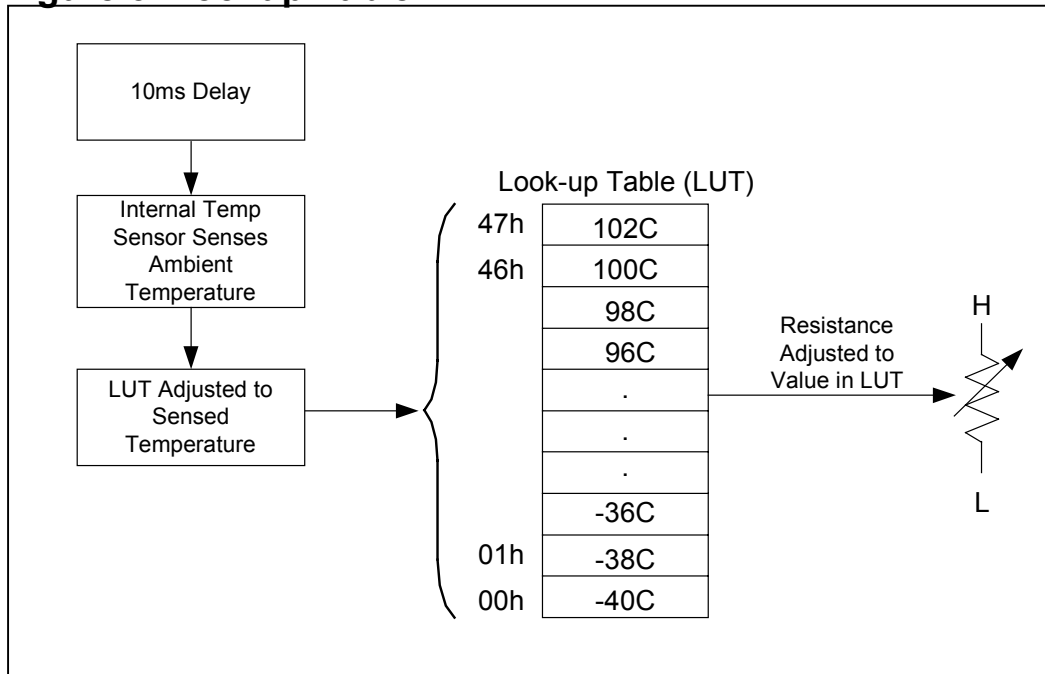 10ms Delay
Internal Temp
Sensor Senses
Ambient
Temperature
LUT Adjusted to
Sensed
Temperature
Look-up Table (LUT)
47h 102C
46h 100C
98C
96C
.
.
.
-36C
01h -38C
00h -40C
Resistance
Adjusted to
Value in LUT
H
L